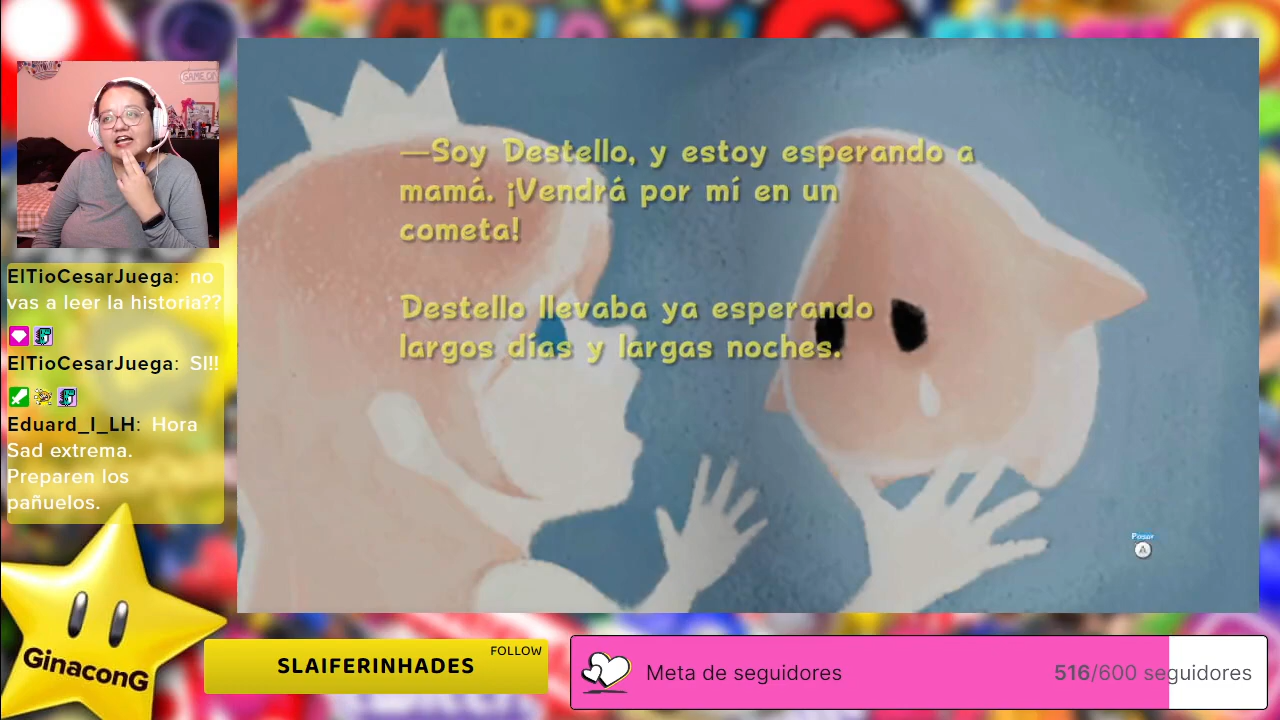 GAME ON
—Soy Destello, y estoy esperando a
mamá. ¡Vendrá por mí en un
cometa!
Destello llevaba ya esperando
largos días y largas noches.
Pasar
A
ElTioCesarJuega: no
vas a leer la historia??
ElTioCesarJuega: SI!!
Eduard_I_LH: Hora
Sad extrema.
Preparen los
pañuelos.
GinaconG
FOLLOW
SLAIFERINHADES
Meta de seguidores
516/600 seguidores